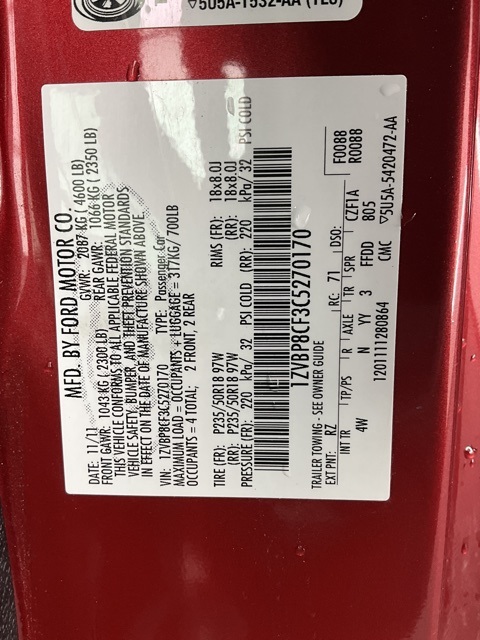 5U5A-1532-AA (TEJ)
MFD. BY FORD MOTOR CO.
DATE: 11/11 GVWR: 2087 KG ( 4600 LB)
FRONT GAWR: 1043 KG ( 2300 LB) REAR GAWR: 1066 KG ( 2350 LB)
THIS VEHICLE CONFORMS TO ALL APPLICABLE FEDERAL MOTOR
VEHICLE SAFETY, BUMPER, AND THEFT PREVENTION STANDARDS
IN EFFECT ON THE DATE OF MANUFACTURE SHOWN ABOVE.
VIN: 1ZVBP8CF3C5270170 TYPE: Passenger Car
MAXIMUM LOAD = OCCUPANTS + LUGGAGE = 317KG/ 700LB
OCCUPANTS = 4 TOTAL; 2 FRONT, 2 REAR
TIRE (FR): P235/50R18 97W RIMS (FR): 18x8.0J
(RR): P235/50R18 97W (RR): 18x8.0J
PRESSURE (FR): 220 kPa/ 32 PSI COLD (RR): 220 kPa/ 32 PSI COLD
1ZVBP8CF3C5270170
TRAILER TOWING - SEE OWNER GUIDE F0088
EXT PNT: RZ RC: 71 CZF1A R0088
INT TR TP/PS R AXLE TR SPR 805
4W N YY 3 FFDD CMC
1201111280864 5U5A-5420472-AA